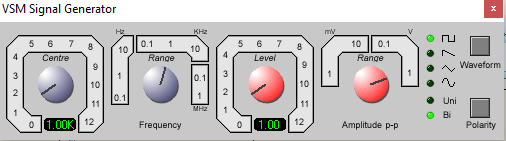 VSM Signal Generator x
Hz KHz mV V
5 6 7 8 0.1 1 5 6 7 8 0.1 1
4 Centre 9 10 Range 10 4 Level 9 10 Range 10
3 10 1 0.1 3 10 1 1 Waveform
2 11 0.1 1 2 11
1 12 MHz 1 12 Uni
0 1.00K Frequency 0 1.00 Amplitude p-p Bi Polarity